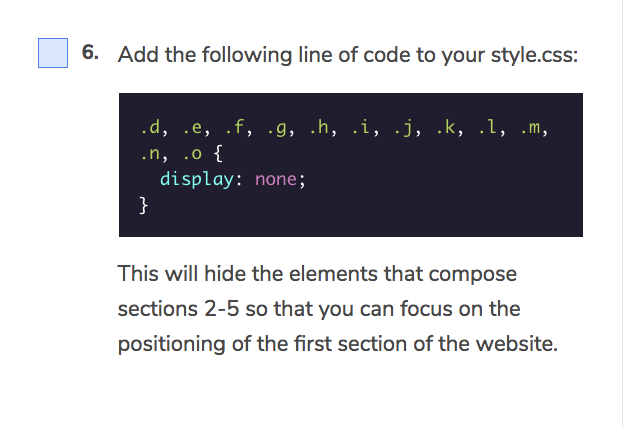 6. Add the following line of code to your style.css:
.d, .e, .f, .g, .h, .i, .j, .k, .l, .m,
.n, .o {
display: none;
}
This will hide the elements that compose
sections 2-5 so that you can focus on the
positioning of the first section of the website.